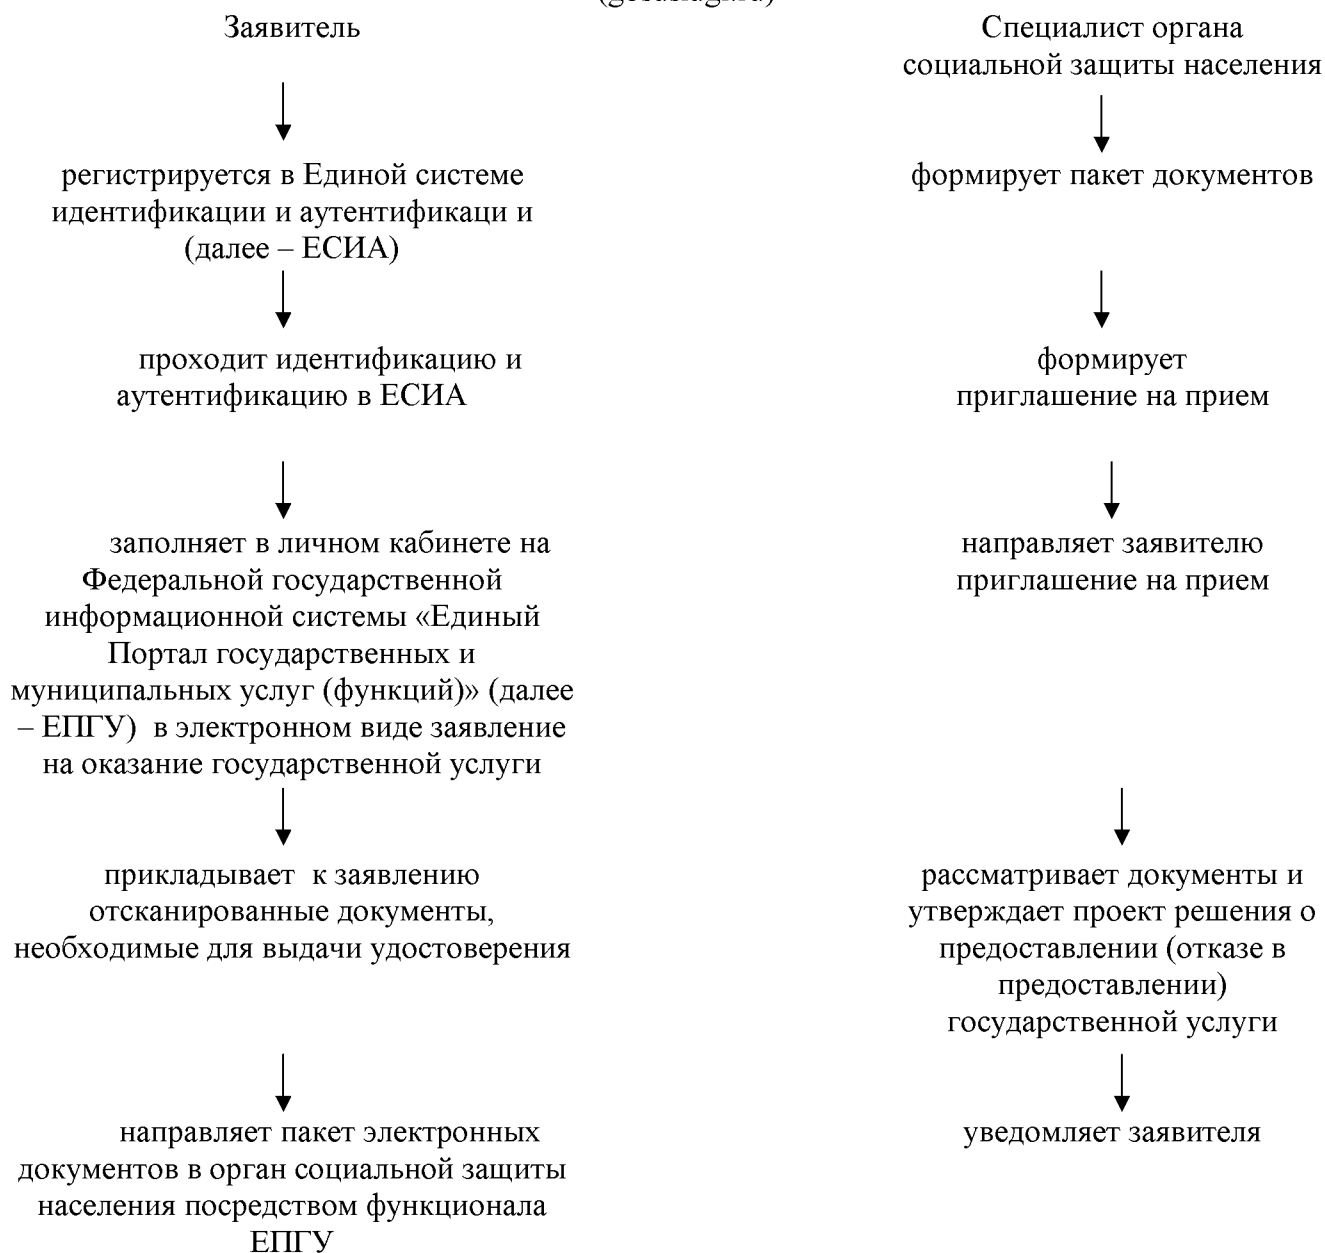 Заявитель
регистрируется в Единой системе
идентификации и аутентификаци и
(далее – ЕСИА)
проходит идентификацию и
аутентификацию в ЕСИА
заполняет в личном кабинете на
Федеральной государственной
информационной системы «Единый
Портал государственных и
муниципальных услуг (функций)» (далее
– ЕПГУ) в электронном виде заявление
на оказание государственной услуги
прикладывает к заявлению
отсканированные документы,
необходимые для выдачи удостоверения
направляет пакет электронных
документов в орган социальной защиты
населения посредством функционала
ЕПГУ
Специалист органа
социальной защиты населения
формирует пакет документов
формирует
приглашение на прием
направляет заявителю
приглашение на прием
рассматривает документы и
утверждает проект решения о
предоставлении (отказе в
предоставлении)
государственной услуги
уведомляет заявителя